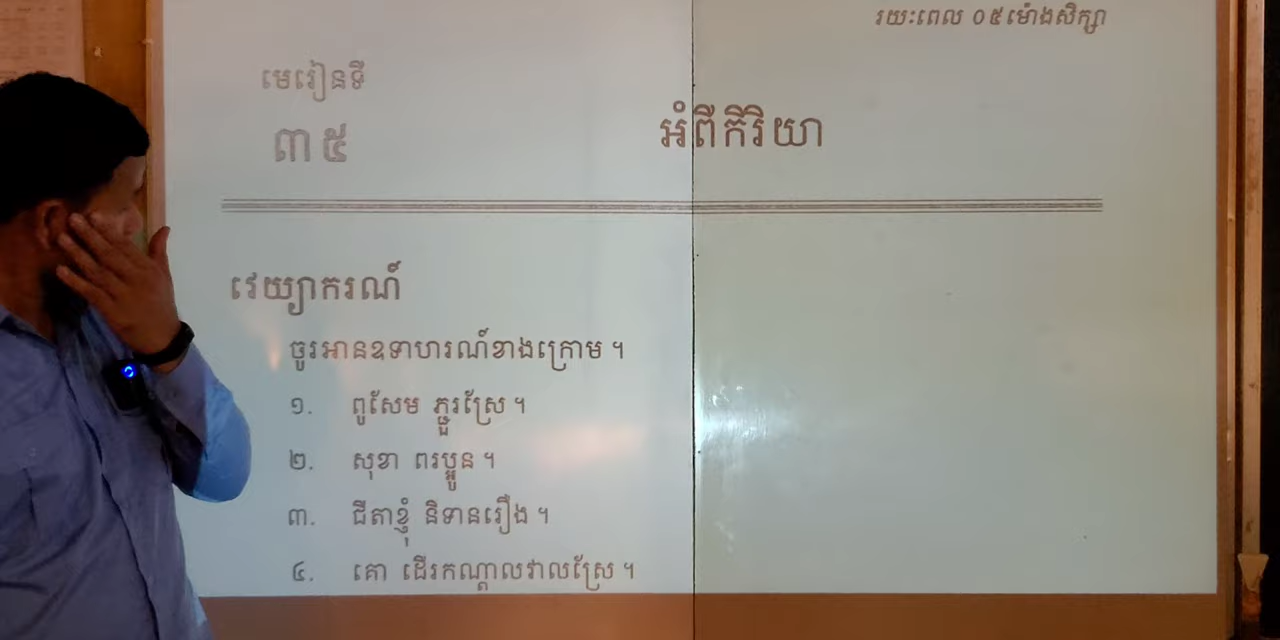 រយៈពេល ០៥ម៉ោងសិក្សា
មេរៀនទី
៣៥
អំពីកិរិយា
វេយ្យាករណ៍
ចូរអានឧទាហរណ៍ខាងក្រោម ។
១. ពូសែម ភ្ជួរស្រែ ។
២. សុខា ពរប្អូន ។
៣. ជីតាខ្ញុំ និទានរឿង ។
៤. គោ ដើរកណ្តាលវាលស្រែ ។